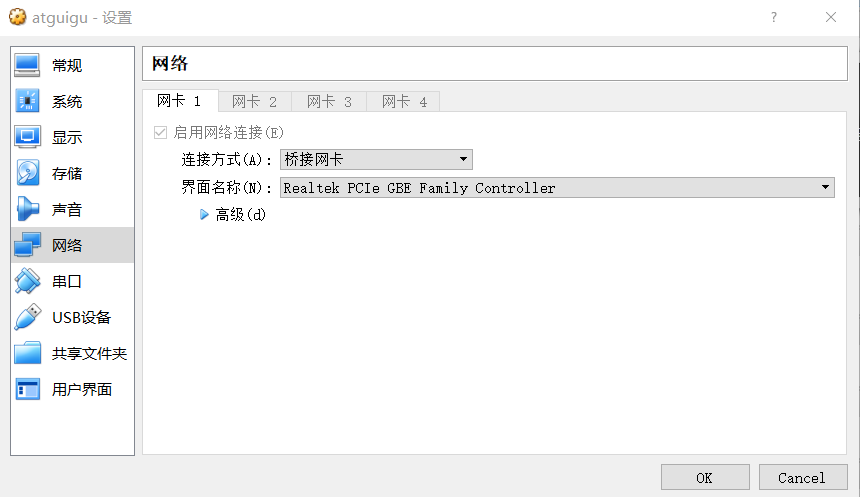 atguigu - 设置
?
常规
系统
显示
存储
声音
网络
串口
USB设备
共享文件夹
用户界面
网络
网卡 1 网卡 2 网卡 3 网卡 4
启用网络连接(E)
连接方式(A): 桥接网卡
界面名称(N): Realtek PCIe GBE Family Controller
高级(d)
OK Cancel